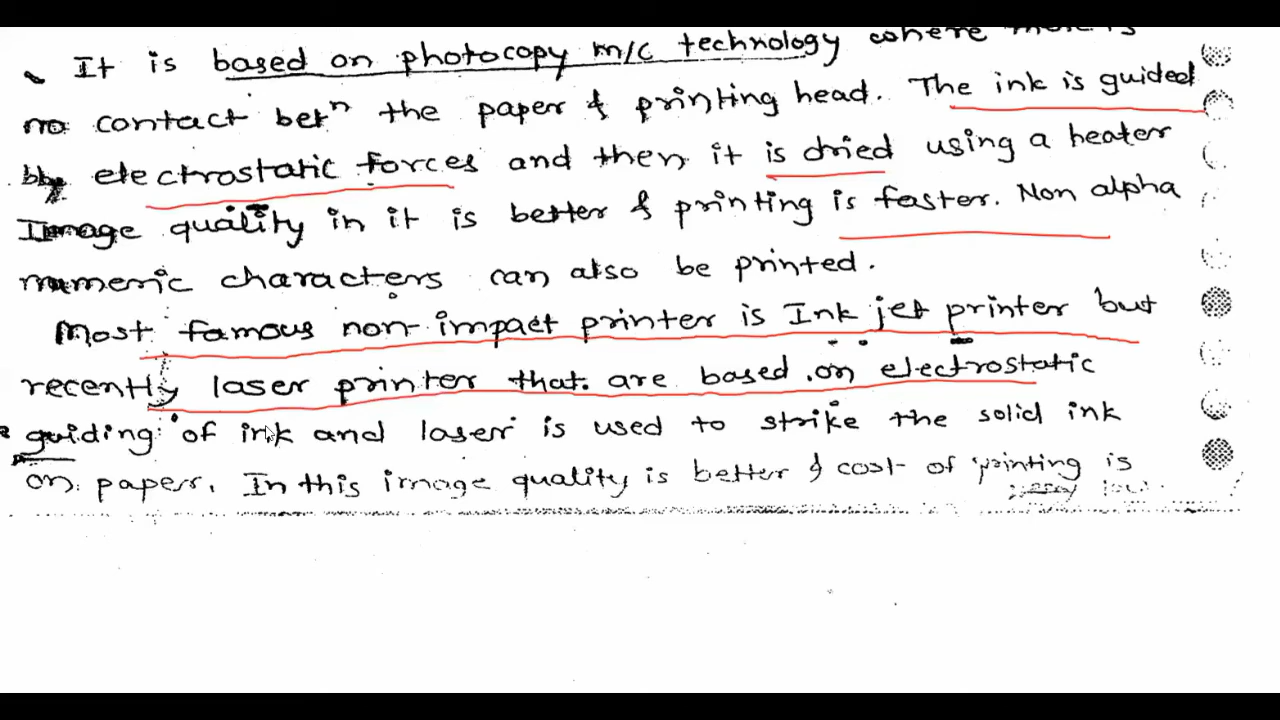 It is based on photocopy m/c technology where
no contact betn the paper & printing head. The ink is guided
by electrostatic forces and then it is dried using a heater
Image quality in it is better & printing is faster. Non alpha
numeric characters can also be printed.
Most famous non-impact printer is Ink jet printer but
recently laser printer that are based on electrostatic
guiding of ink and laser is used to strike the solid ink
on paper. In this image quality is better & cost of printing is